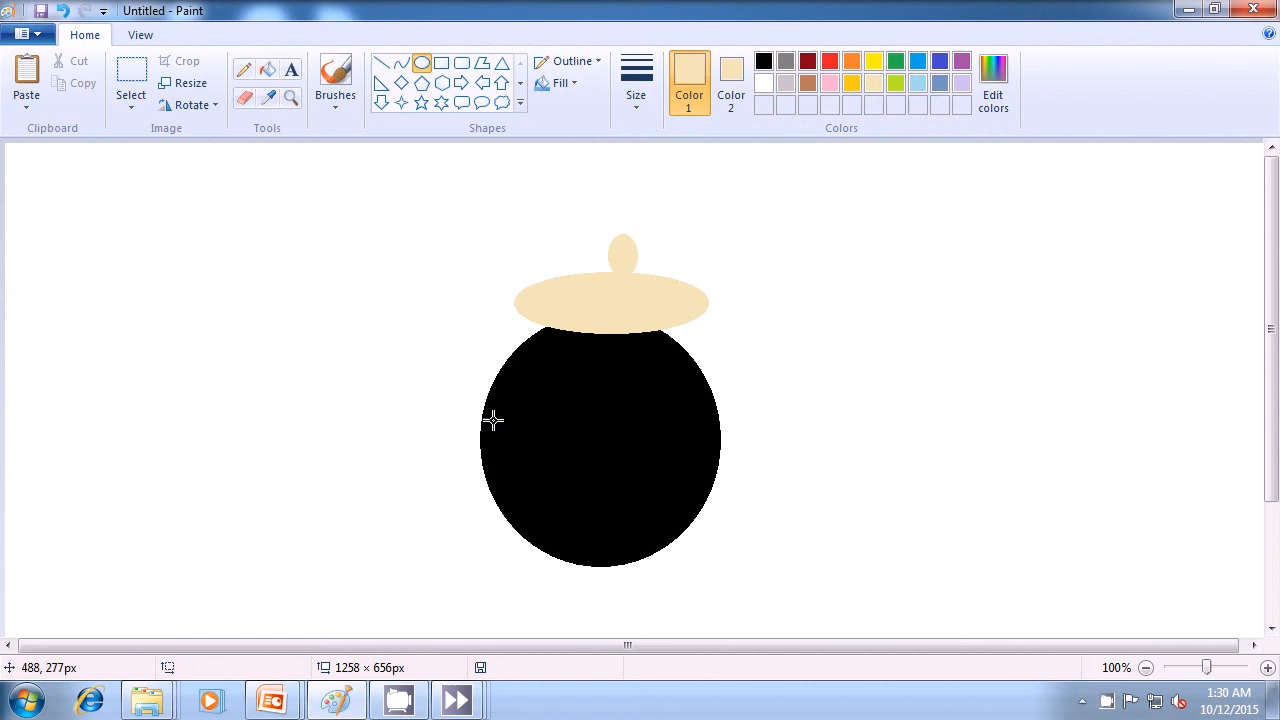 Untitled - Paint
Home View
Paste
Cut
Copy
Clipboard
Select
Crop
Resize
Rotate
Image
A
Tools
Brushes
Outline
Fill
Shapes
Size
Color 1
Color 2
Edit colors
Colors
488, 277px
1258 × 656px
100%
1:30 AM
10/12/2015